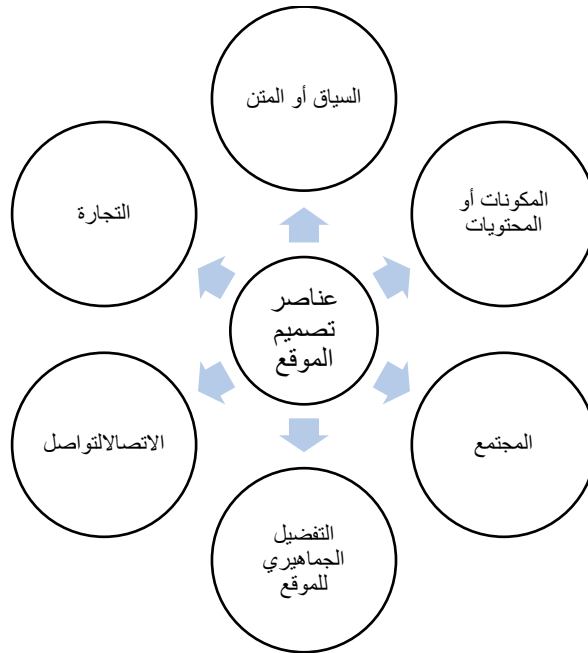 السياق أو المتن
المكونات أو
المحتويات
التجارة
عناصر
تصميم
الموقع
المجتمع
الاتصالالتواصل
التفضيل
الجماهيري
للموقع